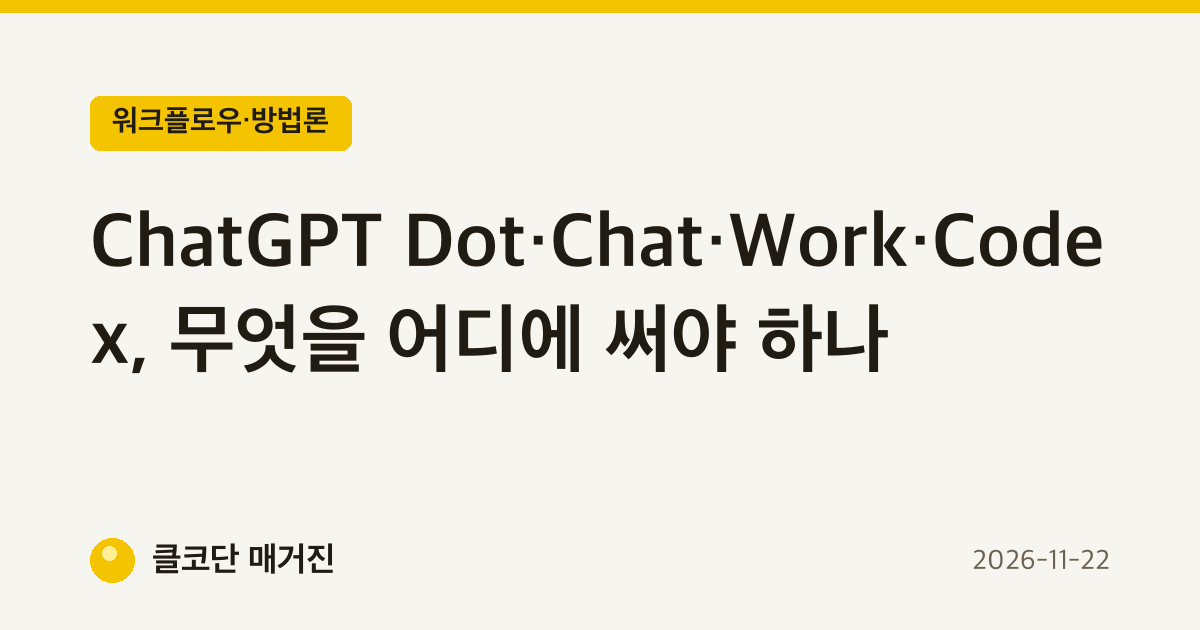 워크플로우·방법론
ChatGPT Dot·Chat·Work·Code
x, 무엇을 어디에 써야 하나
클코단 매거진
2026-11-22